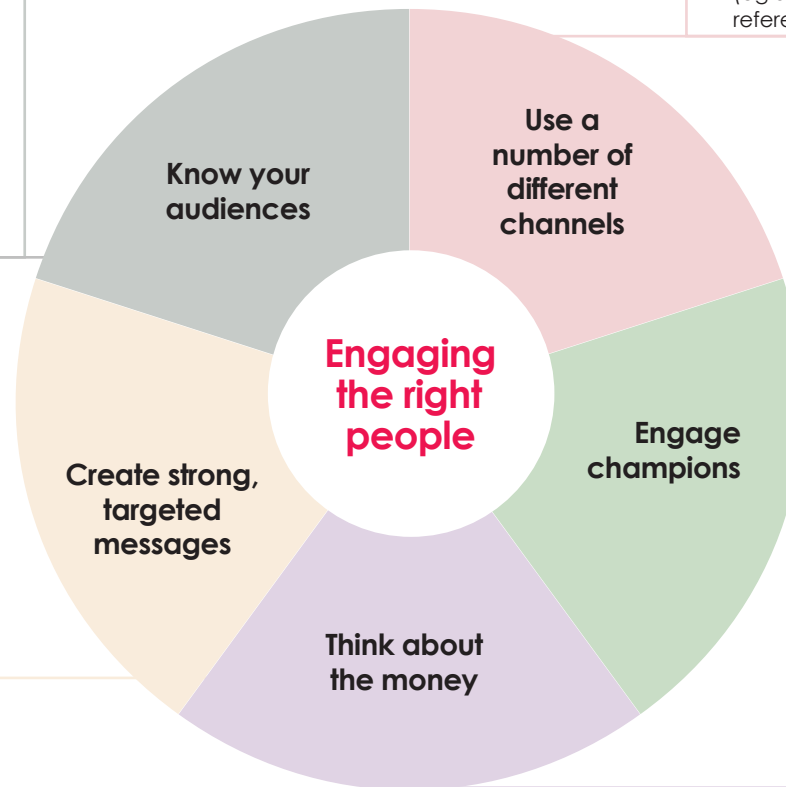 refere
Use a
number of
different
channels
Know your
audiences
Engaging
the right
people
Engage
champions
Create strong,
targeted
messages
Think about
the money